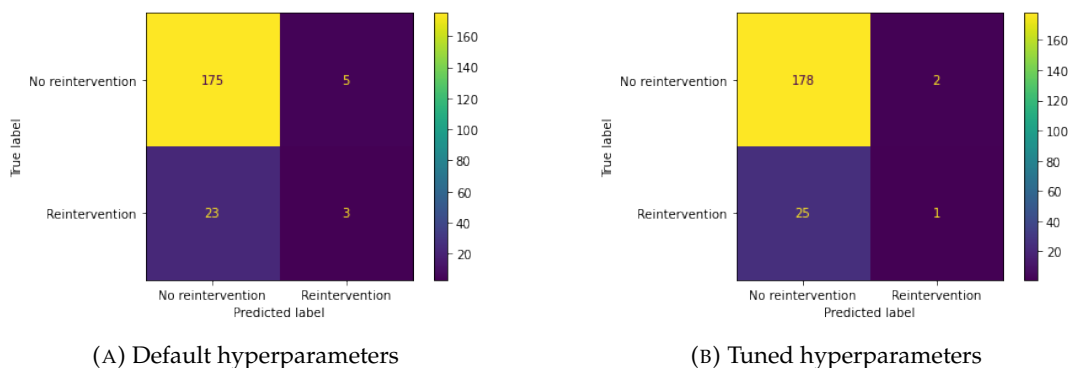 No reintervention
Reintervention
True label
175
5
23
3
No reintervention
Reintervention
Predicted label
160
140
120
100
80
60
40
20
(A) Default hyperparameters
No reintervention
Reintervention
True label
178
2
25
1
No reintervention
Reintervention
Predicted label
160
140
120
100
80
60
40
20
(B) Tuned hyperparameters